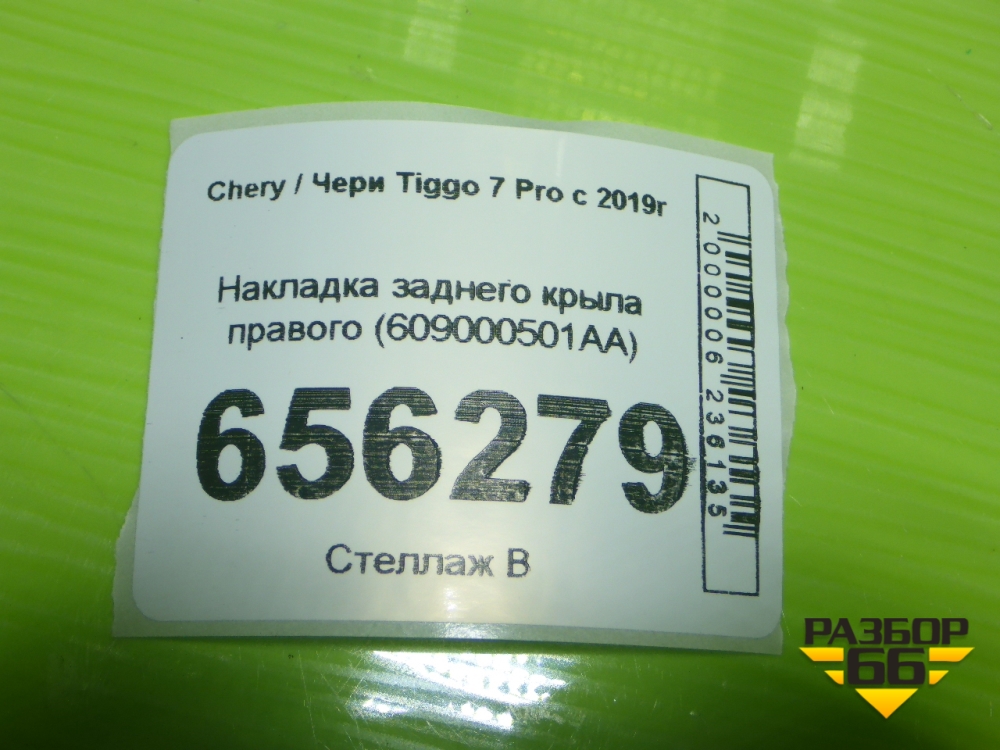 Chery / Чери Tiggo 7 Pro с 2019г
Накладка заднего крыла
правого (609000501AA)
656279
Стеллаж В
2000006236135
РАЗБОР
66